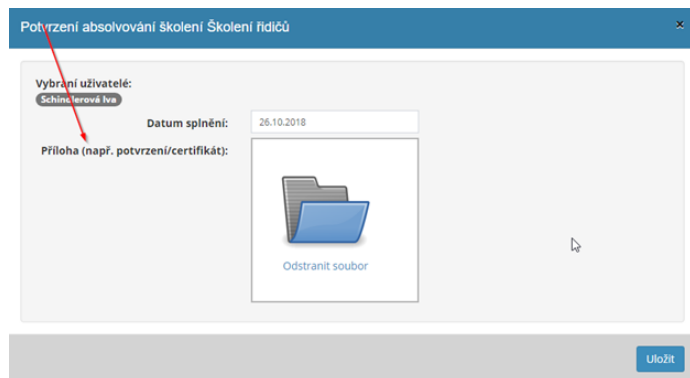 Potvrzení absolvování školení Školení řidičů
×
Vybraní uživatelé:
Schindlerová Iva
Datum splnění:
26.10.2018
Příloha (např. potvrzení/certifikát):
Odstranit soubor
Uložit